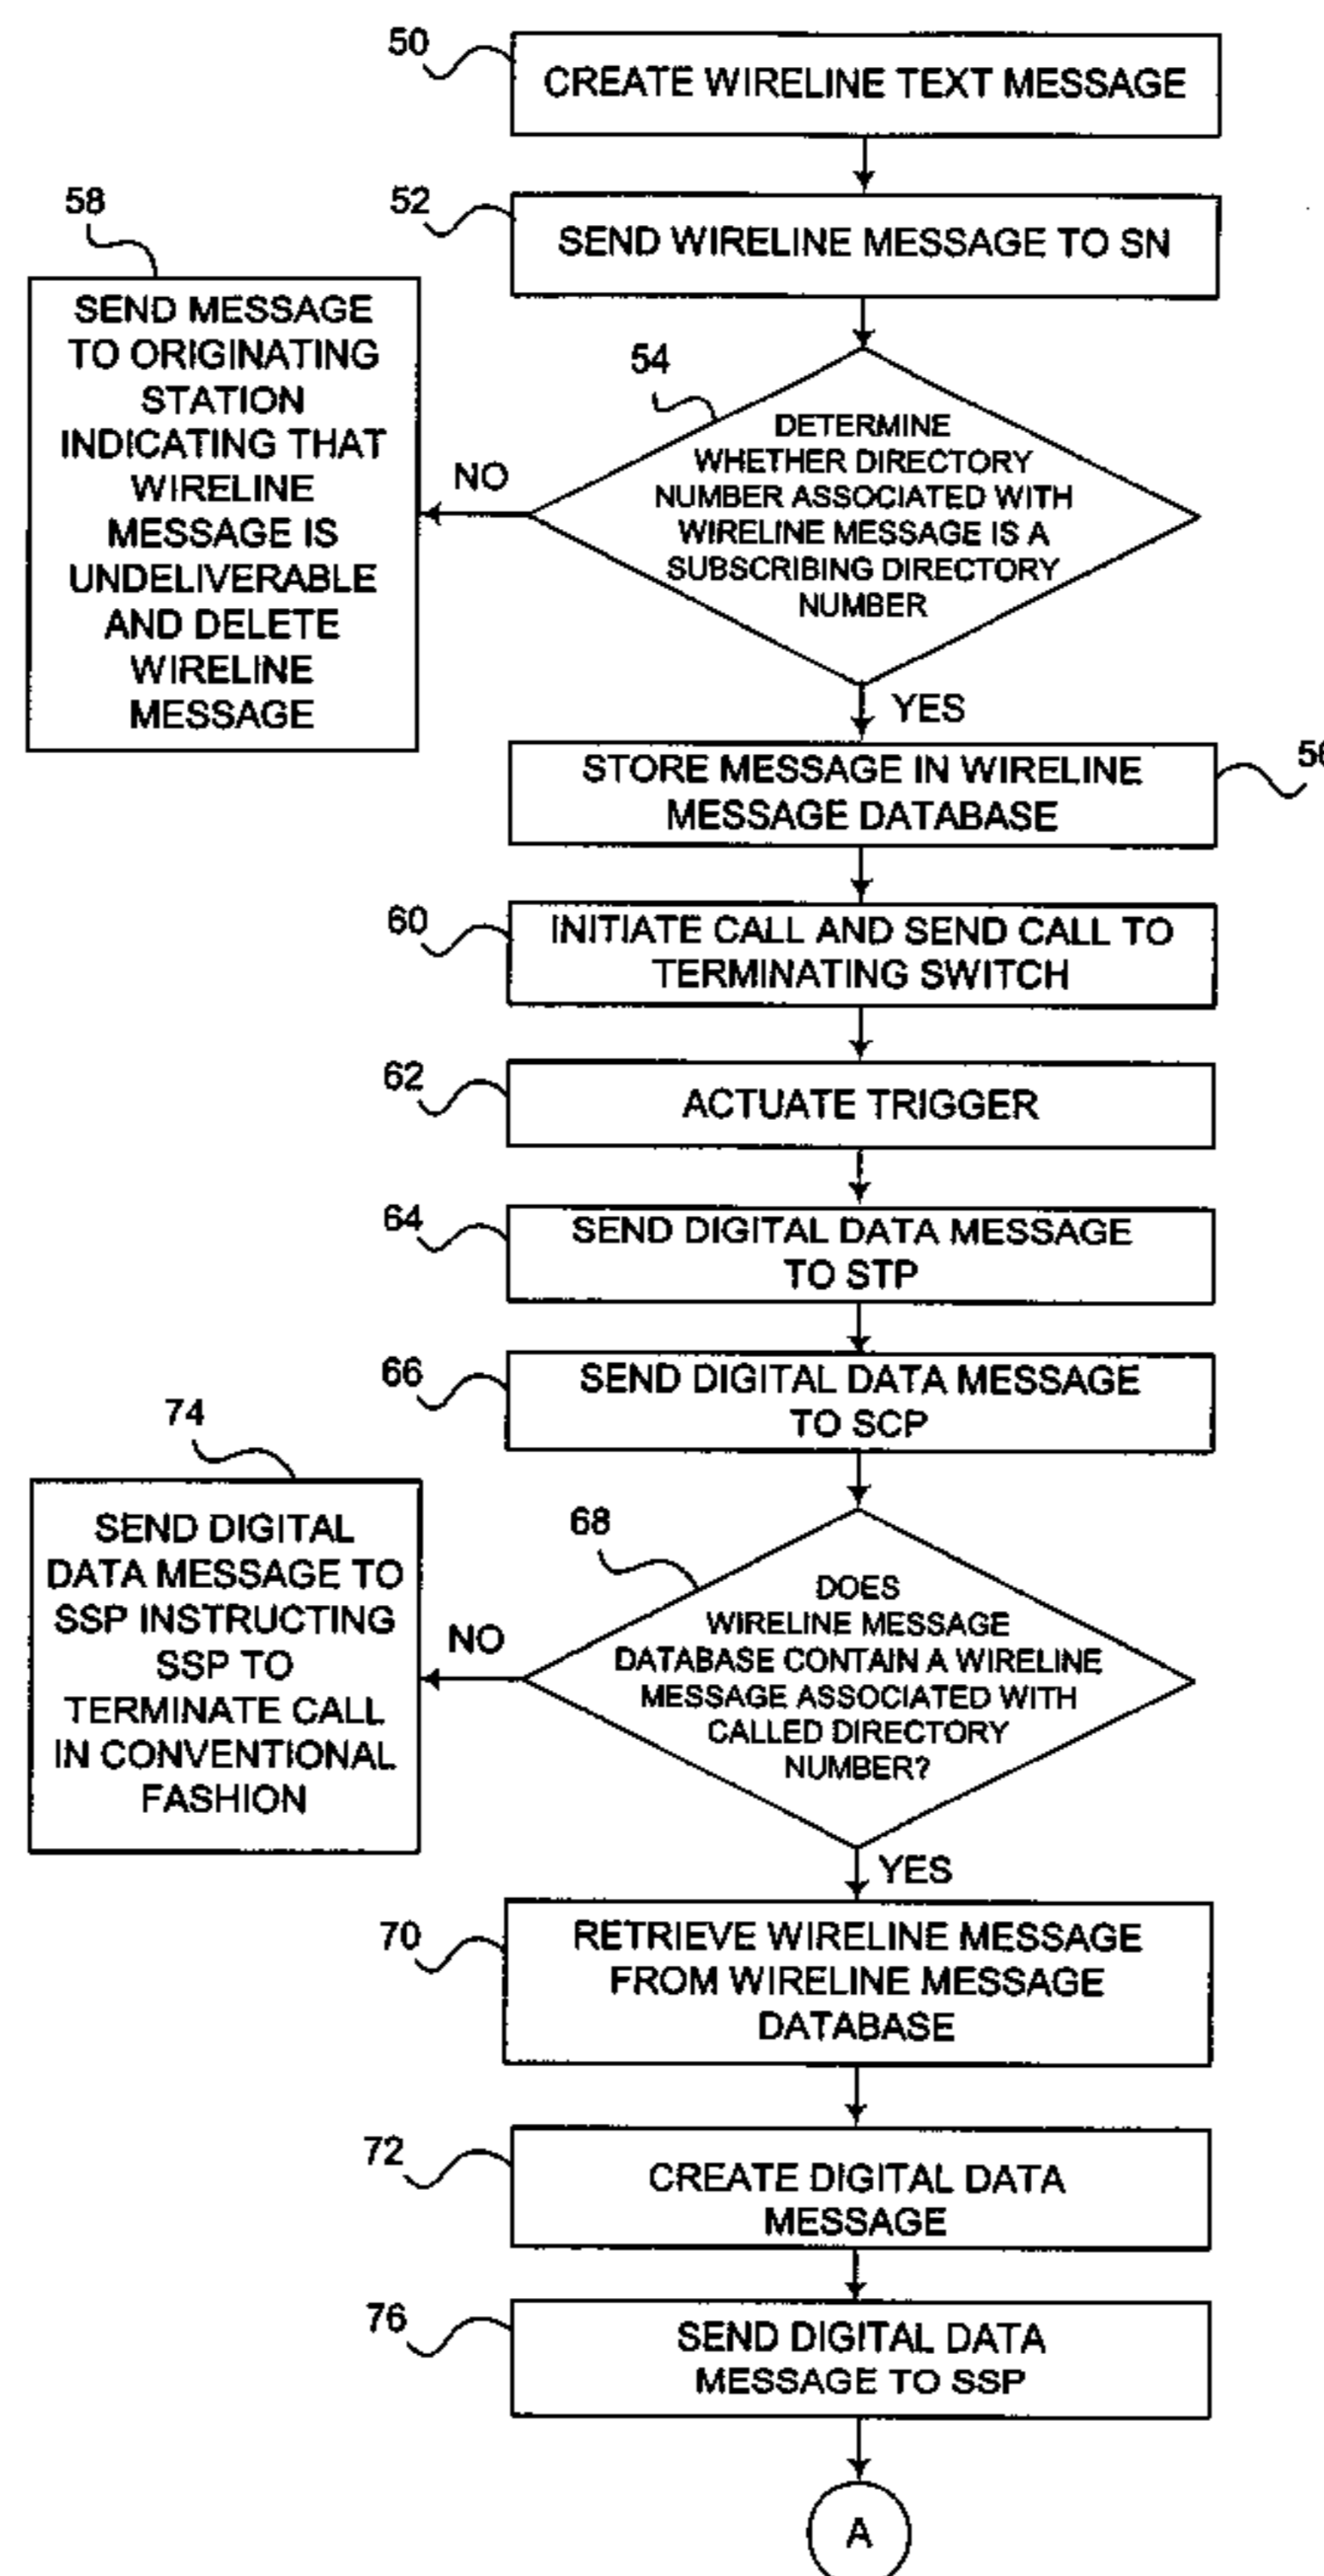 50
CREATE WIRELINE TEXT MESSAGE
52
SEND WIRELINE MESSAGE TO SN
58
SEND MESSAGE
TO ORIGINATING
STATION
INDICATING THAT
WIRELINE
MESSAGE IS
UNDELIVERABLE
AND DELETE
WIRELINE
MESSAGE
NO
54
DETERMINE
WHETHER DIRECTORY
NUMBER ASSOCIATED WITH
WIRELINE MESSAGE IS A
SUBSCRIBING DIRECTORY
NUMBER
YES
STORE MESSAGE IN WIRELINE
MESSAGE DATABASE
56
60
INITIATE CALL AND SEND CALL TO
TERMINATING SWITCH
62
ACTUATE TRIGGER
64
SEND DIGITAL DATA MESSAGE
TO STP
66
SEND DIGITAL DATA MESSAGE
TO SCP
74
SEND DIGITAL
DATA MESSAGE TO
SSP INSTRUCTING
SSP TO
TERMINATE CALL
IN CONVENTIONAL
FASHION
NO
68
DOES
WIRELINE MESSAGE
DATABASE CONTAIN A WIRELINE
MESSAGE ASSOCIATED WITH
CALLED DIRECTORY
NUMBER?
YES
70
RETRIEVE WIRELINE MESSAGE
FROM WIRELINE MESSAGE
DATABASE
72
CREATE DIGITAL DATA
MESSAGE
76
SEND DIGITAL DATA
MESSAGE TO SSP
A